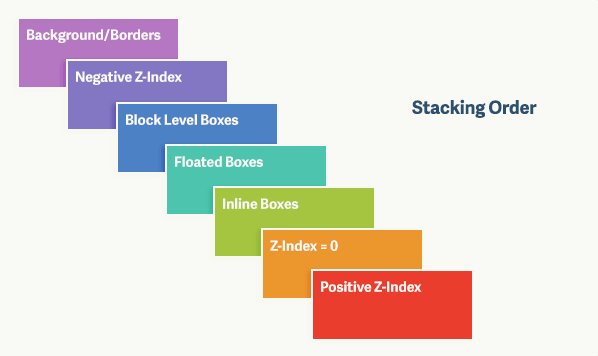 Background/Borders
Negative Z-Index
Stacking Order
Block Level Boxes
Floated Boxes
Inline Boxes
Z-Index = 0
Positive Z-Index